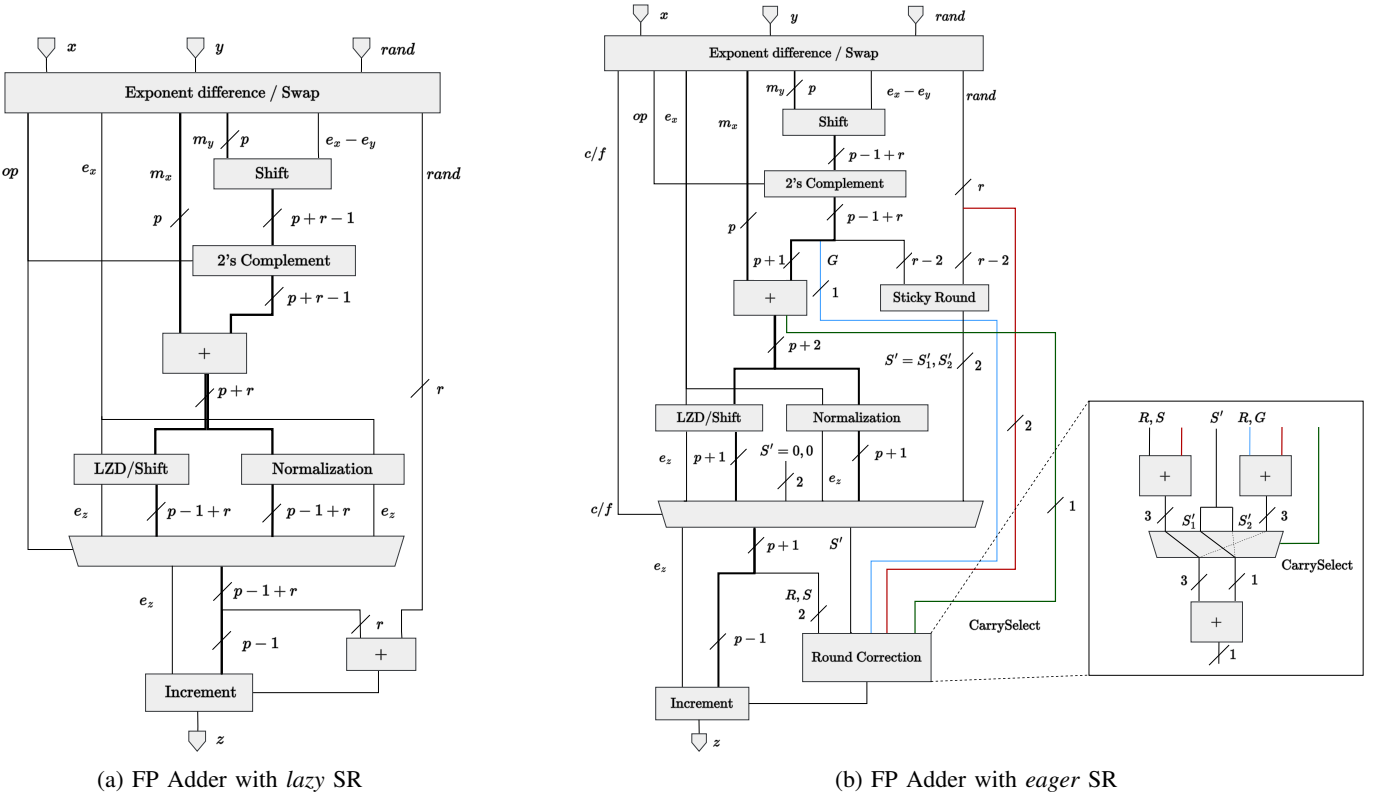 x y rand
Exponent difference / Swap
op e_x m_x m_y p e_x − e_y rand
Shift
p p + r − 1
2's Complement
p + r − 1
+
p + r r
LZD/Shift Normalization
e_z p − 1 + r p − 1 + r e_z
e_z p − 1 + r
r
p − 1
+
Increment
z
(a) FP Adder with lazy SR
x y rand
Exponent difference / Swap
c/f op e_x m_x m_y p e_x − e_y rand
Shift
p − 1 + r
2's Complement r
p p − 1 + r
p + 1 G r − 2 r − 2
1
+ Sticky Round
p + 2 S′ = S′_1, S′_2 2
LZD/Shift Normalization 2
e_z p + 1 S′ = 0, 0 e_z p + 1
2
c/f 1
p + 1 S′
e_z
R, S
2 CarrySelect
p − 1
Round Correction
Increment
z
R, S S′ R, G
+ +
3 S′_1 S′_2 3
CarrySelect
3 1
+
1
(b) FP Adder with eager SR